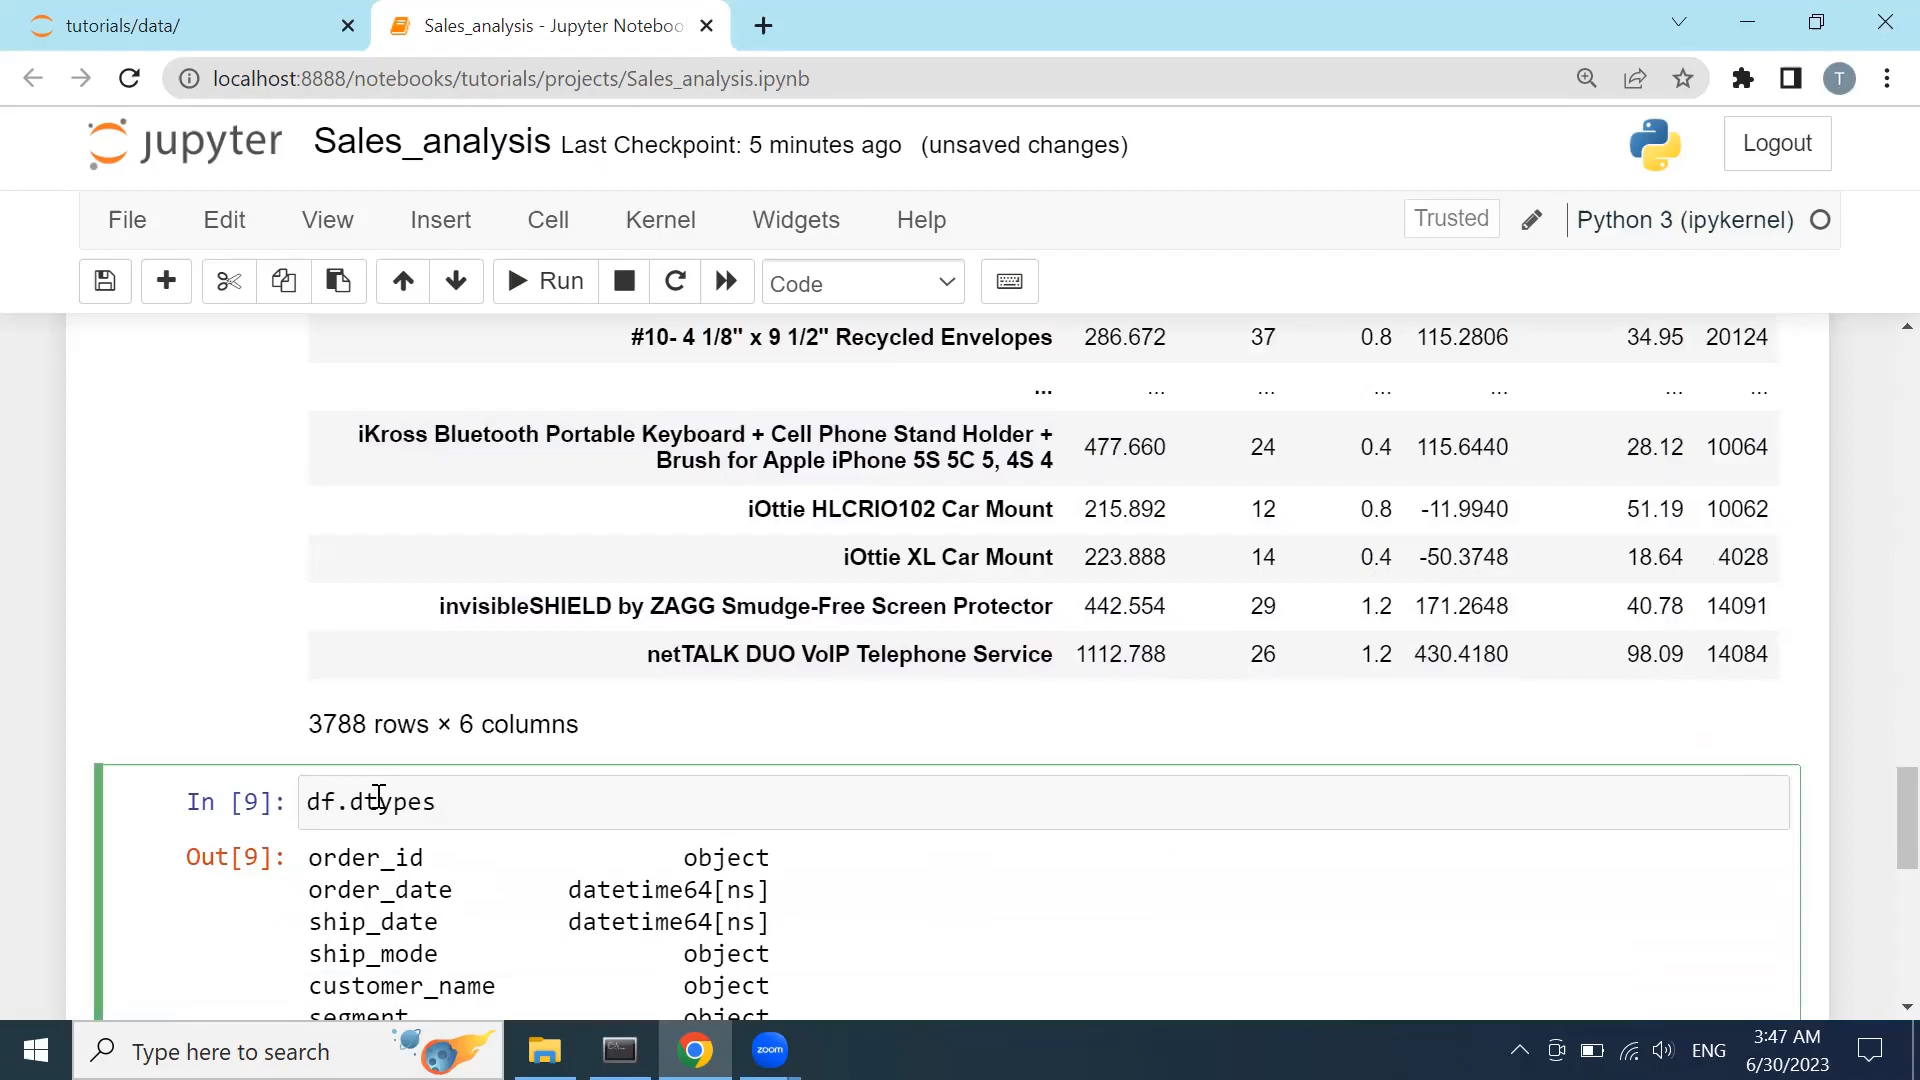 tutorials/data/
Sales_analysis - Jupyter Noteboo
localhost:8888/notebooks/tutorials/projects/Sales_analysis.ipynb
T
jupyter Sales_analysis Last Checkpoint: 5 minutes ago (unsaved changes)
Logout
File Edit View Insert Cell Kernel Widgets Help
Trusted
Python 3 (ipykernel)
Run
Code
#10- 4 1/8" x 9 1/2" Recycled Envelopes 286.672 37 0.8 115.2806 34.95 20124
... ... ... ... ... ... ...
iKross Bluetooth Portable Keyboard + Cell Phone Stand Holder +
Brush for Apple iPhone 5S 5C 5, 4S 4 477.660 24 0.4 115.6440 28.12 10064
iOttie HLCRIO102 Car Mount 215.892 12 0.8 -11.9940 51.19 10062
iOttie XL Car Mount 223.888 14 0.4 -50.3748 18.64 4028
invisibleSHIELD by ZAGG Smudge-Free Screen Protector 442.554 29 1.2 171.2648 40.78 14091
netTALK DUO VoIP Telephone Service 1112.788 26 1.2 430.4180 98.09 14084
3788 rows × 6 columns
In [9]: df.dtypes
Out[9]: order_id object
order_date datetime64[ns]
ship_date datetime64[ns]
ship_mode object
customer_name object
segment object
Type here to search
zoom
ENG
3:47 AM
6/30/2023